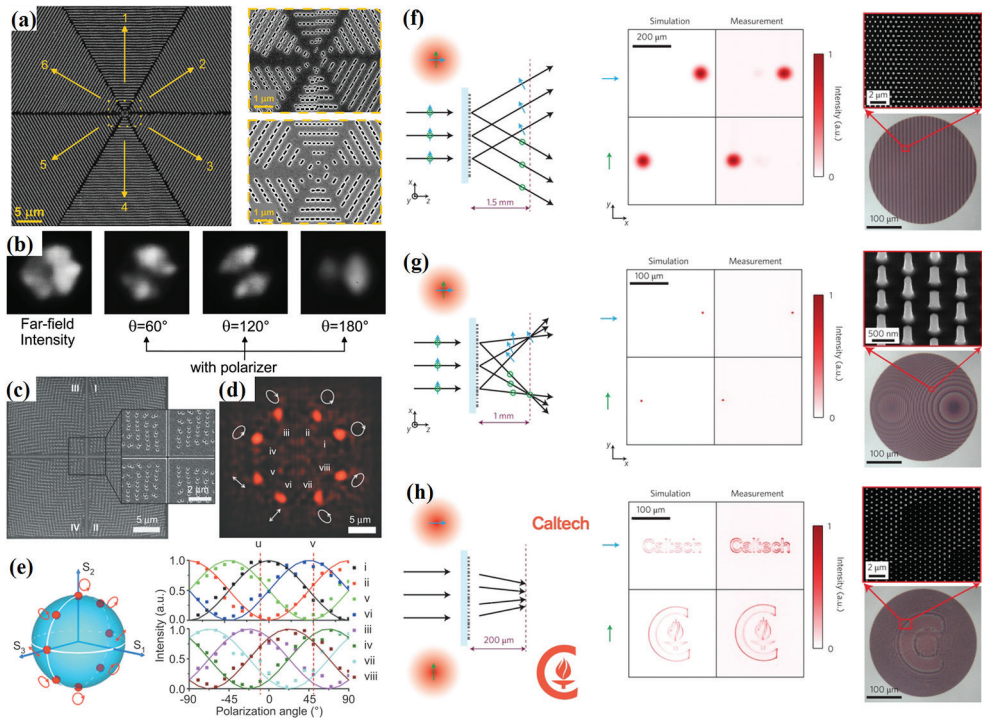 (a)
1
2
3
4
5
6
5 μm
1 μm
1 μm
(b)
Far-field
Intensity
θ=60°
θ=120°
θ=180°
with polarizer
(c)
III
I
IV
II
2 μm
5 μm
(d)
iii
ii
iv
i
v
viii
vi
vii
5 μm
(e)
S2
S3
S1
u
v
Intensity (a.u.)
1.0
0.5
0.0
1.0
0.5
0.0
-90
-45
0
45
90
Polarization angle (°)
i
ii
v
vi
iii
iv
vii
viii
(f)
x
y
z
1.5 mm
Simulation
Measurement
200 μm
y
x
1
0
Intensity (a.u.)
2 μm
100 μm
(g)
x
y
z
1 mm
Simulation
Measurement
100 μm
y
x
1
0
Intensity (a.u.)
500 nm
100 μm
(h)
Caltech
200 μm
C
Simulation
Measurement
100 μm
Caltech
Caltech
C
C
1
0
Intensity (a.u.)
2 μm
100 μm